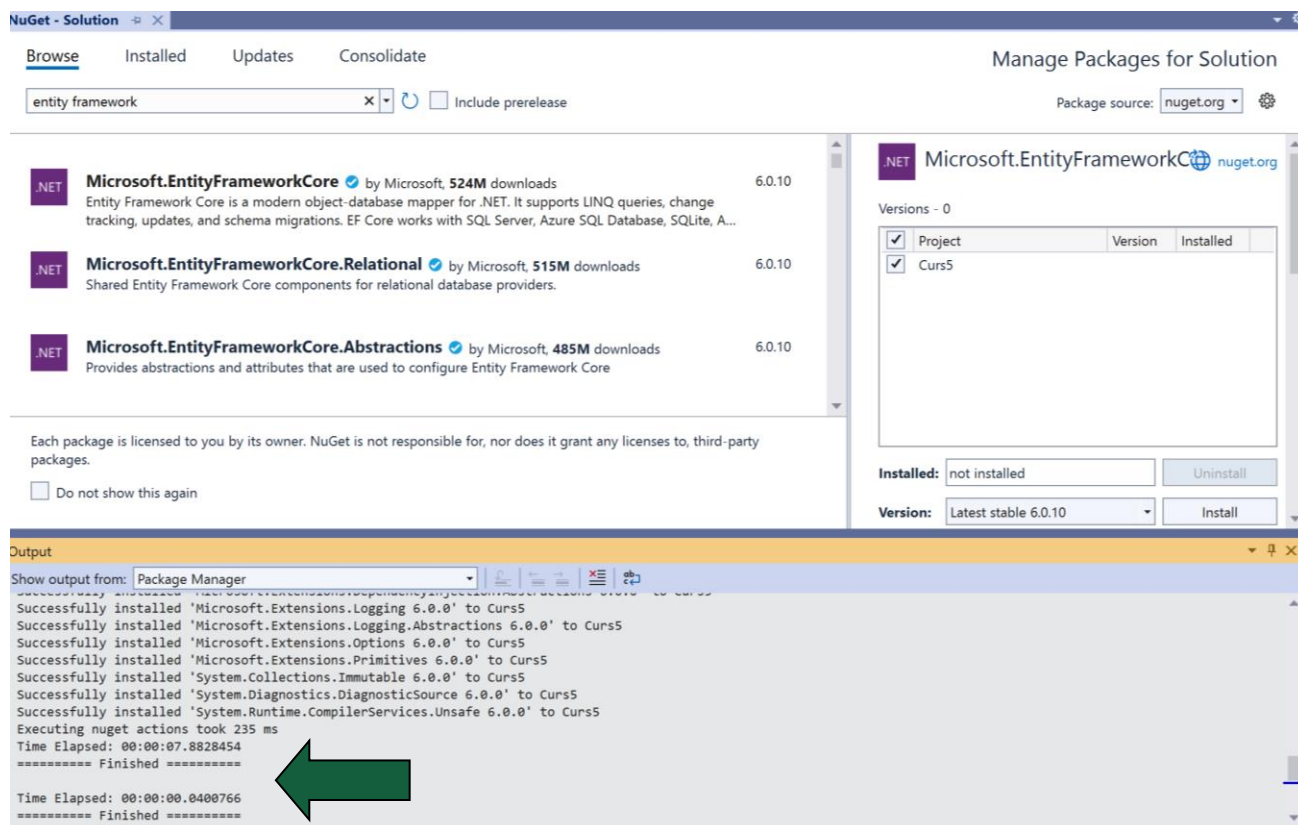 NuGet - Solution
Browse Installed Updates Consolidate
Manage Packages for Solution
entity framework
Include prerelease
Package source: nuget.org
.NET
Microsoft.EntityFrameworkCore by Microsoft, 524M downloads
6.0.10
Entity Framework Core is a modern object-database mapper for .NET. It supports LINQ queries, change
tracking, updates, and schema migrations. EF Core works with SQL Server, Azure SQL Database, SQLite, A...
.NET
Microsoft.EntityFrameworkCore.Relational by Microsoft, 515M downloads
6.0.10
Shared Entity Framework Core components for relational database providers.
.NET
Microsoft.EntityFrameworkCore.Abstractions by Microsoft, 485M downloads
6.0.10
Provides abstractions and attributes that are used to configure Entity Framework Core
Each package is licensed to you by its owner. NuGet is not responsible for, nor does it grant any licenses to, third-party
packages.
Do not show this again
.NET
Microsoft.EntityFrameworkC nuget.org
Versions - 0
Project Version Installed
Curs5
Installed: not installed Uninstall
Version: Latest stable 6.0.10 Install
Output
Show output from: Package Manager
Successfully installed 'Microsoft.Extensions.DependencyInjection.Abstractions 6.0.0' to Curs5
Successfully installed 'Microsoft.Extensions.Logging 6.0.0' to Curs5
Successfully installed 'Microsoft.Extensions.Logging.Abstractions 6.0.0' to Curs5
Successfully installed 'Microsoft.Extensions.Options 6.0.0' to Curs5
Successfully installed 'Microsoft.Extensions.Primitives 6.0.0' to Curs5
Successfully installed 'System.Collections.Immutable 6.0.0' to Curs5
Successfully installed 'System.Diagnostics.DiagnosticSource 6.0.0' to Curs5
Successfully installed 'System.Runtime.CompilerServices.Unsafe 6.0.0' to Curs5
Executing nuget actions took 235 ms
Time Elapsed: 00:00:07.8828454
========== Finished ==========
Time Elapsed: 00:00:00.0400766
========== Finished ==========